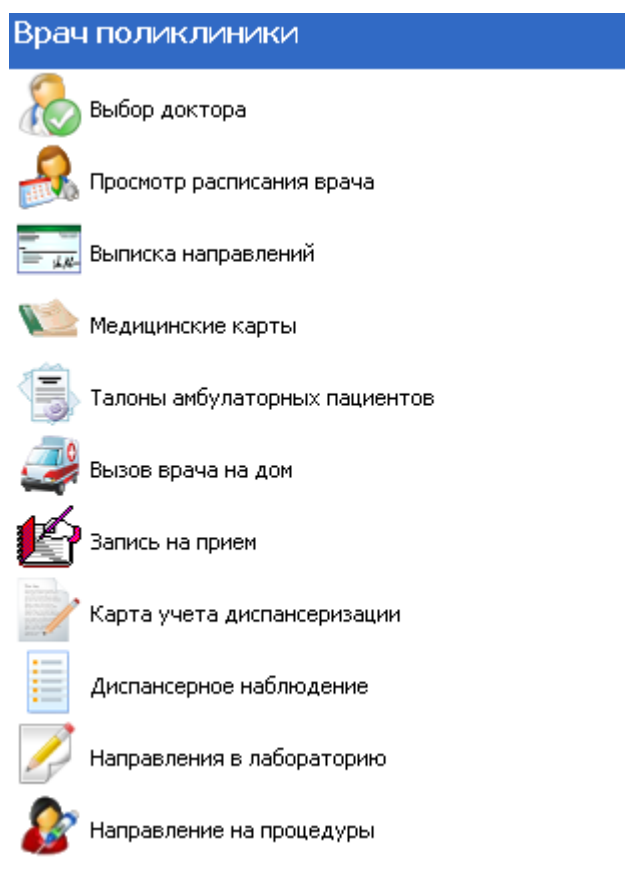 Врач поликлиники
Выбор доктора
Просмотр расписания врача
Выписка направлений
Медицинские карты
Талоны амбулаторных пациентов
Вызов врача на дом
Запись на прием
Карта учета диспансеризации
Диспансерное наблюдение
Направления в лабораторию
Направление на процедуры